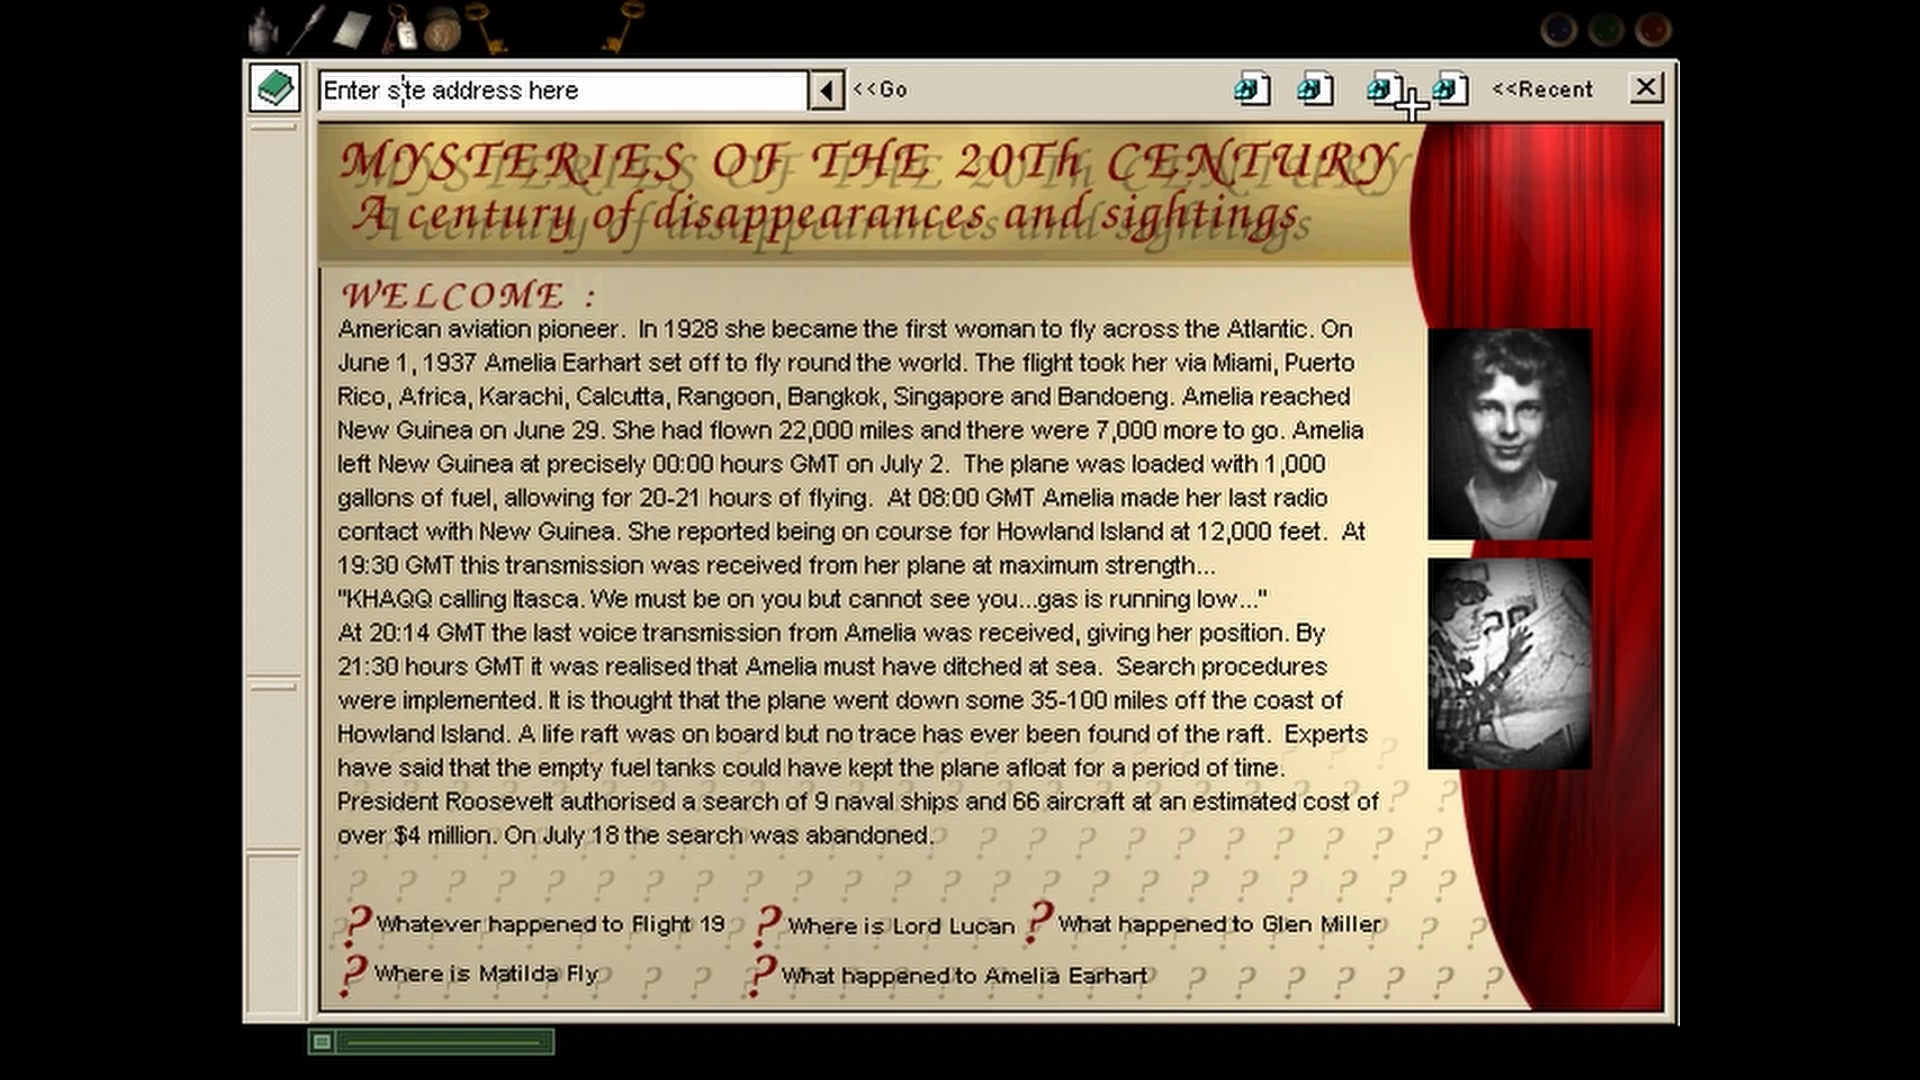 Enter site address here
<<Go
<<Recent
MYSTERIES OF THE 20Th CENTURY
A century of disappearances and sightings
WELCOME :
American aviation pioneer.  In 1928 she became the first woman to fly across the Atlantic. On
June 1, 1937 Amelia Earhart set off to fly round the world. The flight took her via Miami, Puerto
Rico, Africa, Karachi, Calcutta, Rangoon, Bangkok, Singapore and Bandoeng. Amelia reached
New Guinea on June 29. She had flown 22,000 miles and there were 7,000 more to go. Amelia
left New Guinea at precisely 00:00 hours GMT on July 2.  The plane was loaded with 1,000
gallons of fuel, allowing for 20-21 hours of flying.  At 08:00 GMT Amelia made her last radio
contact with New Guinea. She reported being on course for Howland Island at 12,000 feet.  At
19:30 GMT this transmission was received from her plane at maximum strength...
"KHAQQ calling Itasca. We must be on you but cannot see you...gas is running low..."
At 20:14 GMT the last voice transmission from Amelia was received, giving her position. By
21:30 hours GMT it was realised that Amelia must have ditched at sea.  Search procedures
were implemented. It is thought that the plane went down some 35-100 miles off the coast of
Howland Island. A life raft was on board but no trace has ever been found of the raft.  Experts
have said that the empty fuel tanks could have kept the plane afloat for a period of time.
President Roosevelt authorised a search of 9 naval ships and 66 aircraft at an estimated cost of
over $4 million. On July 18 the search was abandoned.
? Whatever happened to Flight 19 ? Where is Lord Lucan ? What happened to Glen Miller
? Where is Matilda Fly ? What happened to Amelia Earhart